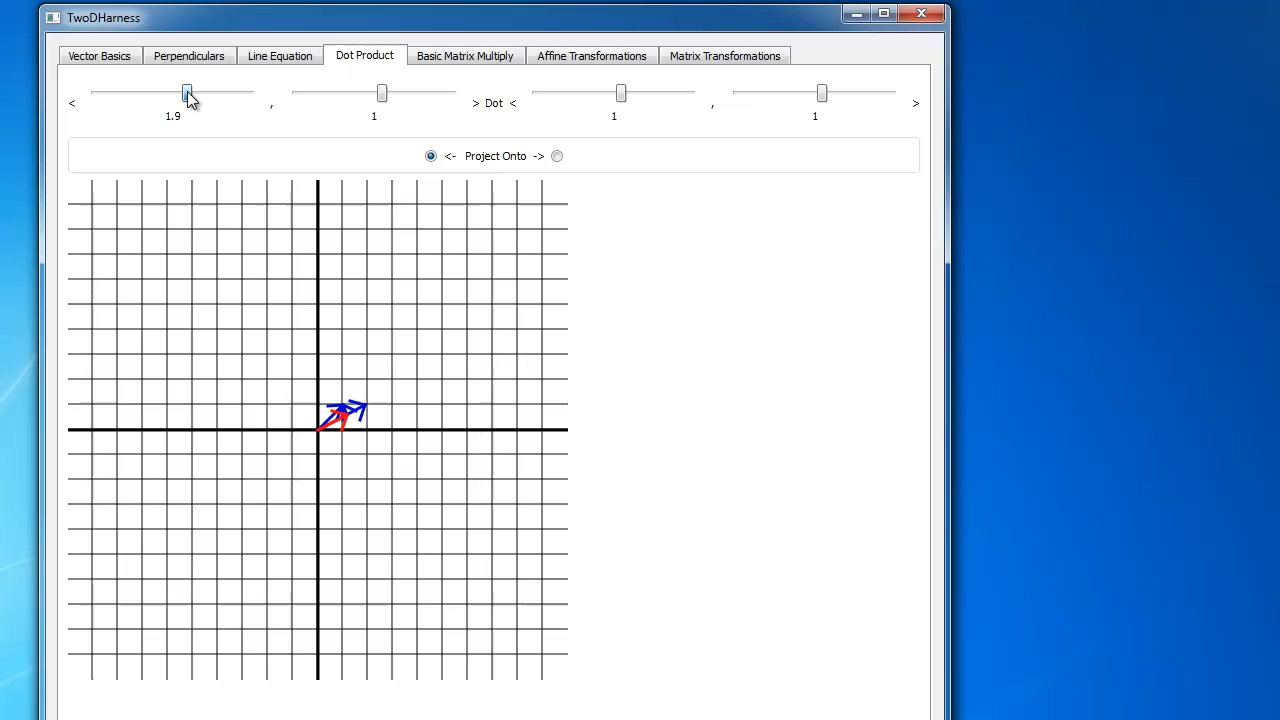 TwoDHarness
Vector Basics Perpendiculars Line Equation Dot Product Basic Matrix Multiply Affine Transformations Matrix Transformations
< , > Dot < , >
1.9 1 1 1
<- Project Onto ->